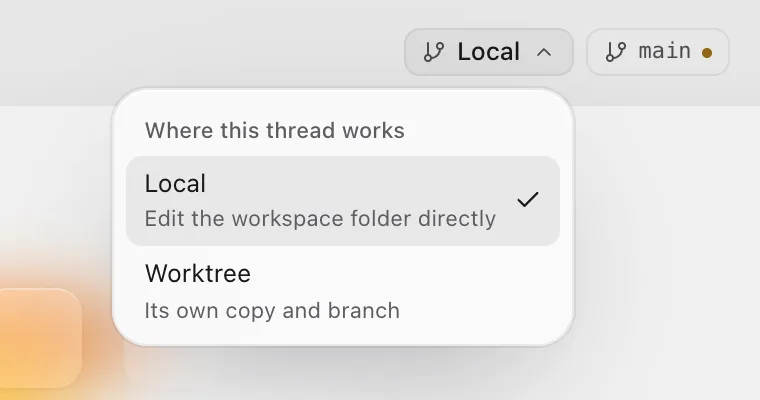 Local
main
Where this thread works
Local
Edit the workspace folder directly
Worktree
Its own copy and branch